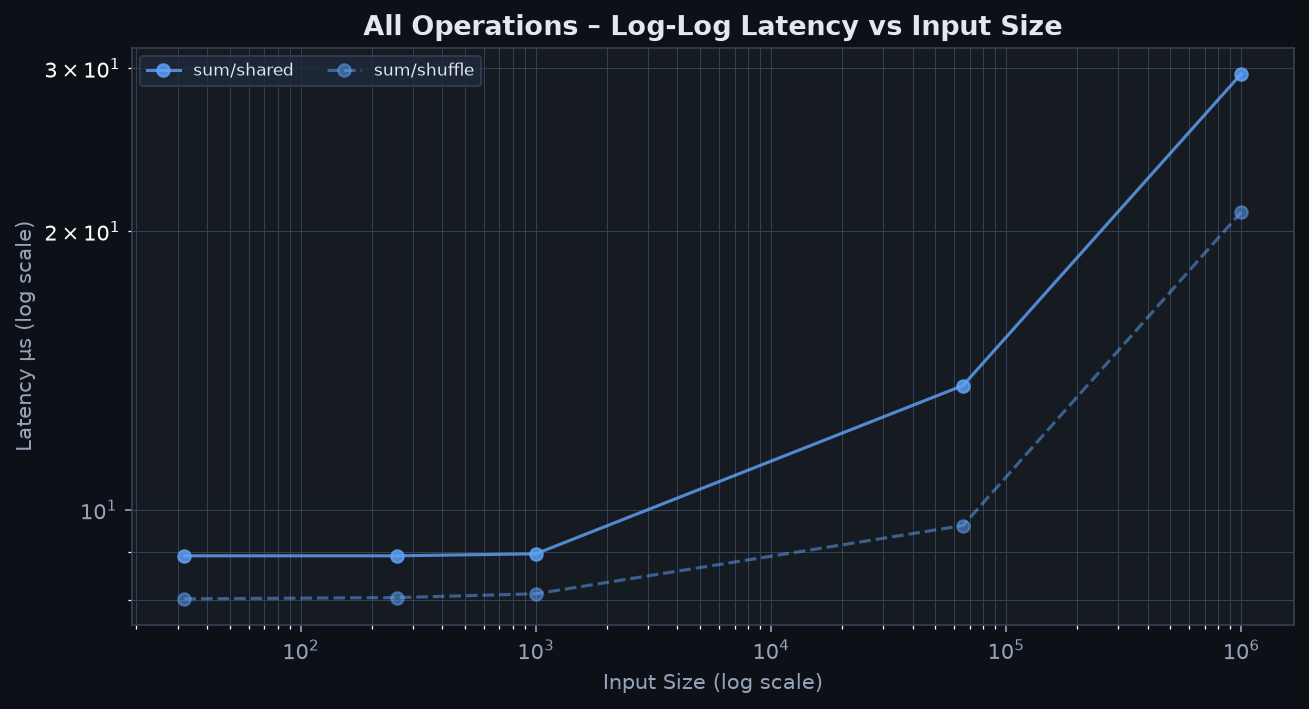 All Operations – Log-Log Latency vs Input Size
sum/shared sum/shuffle
3 × 10¹
2 × 10¹
10¹
Latency µs (log scale)
10² 10³ 10⁴ 10⁵ 10⁶
Input Size (log scale)